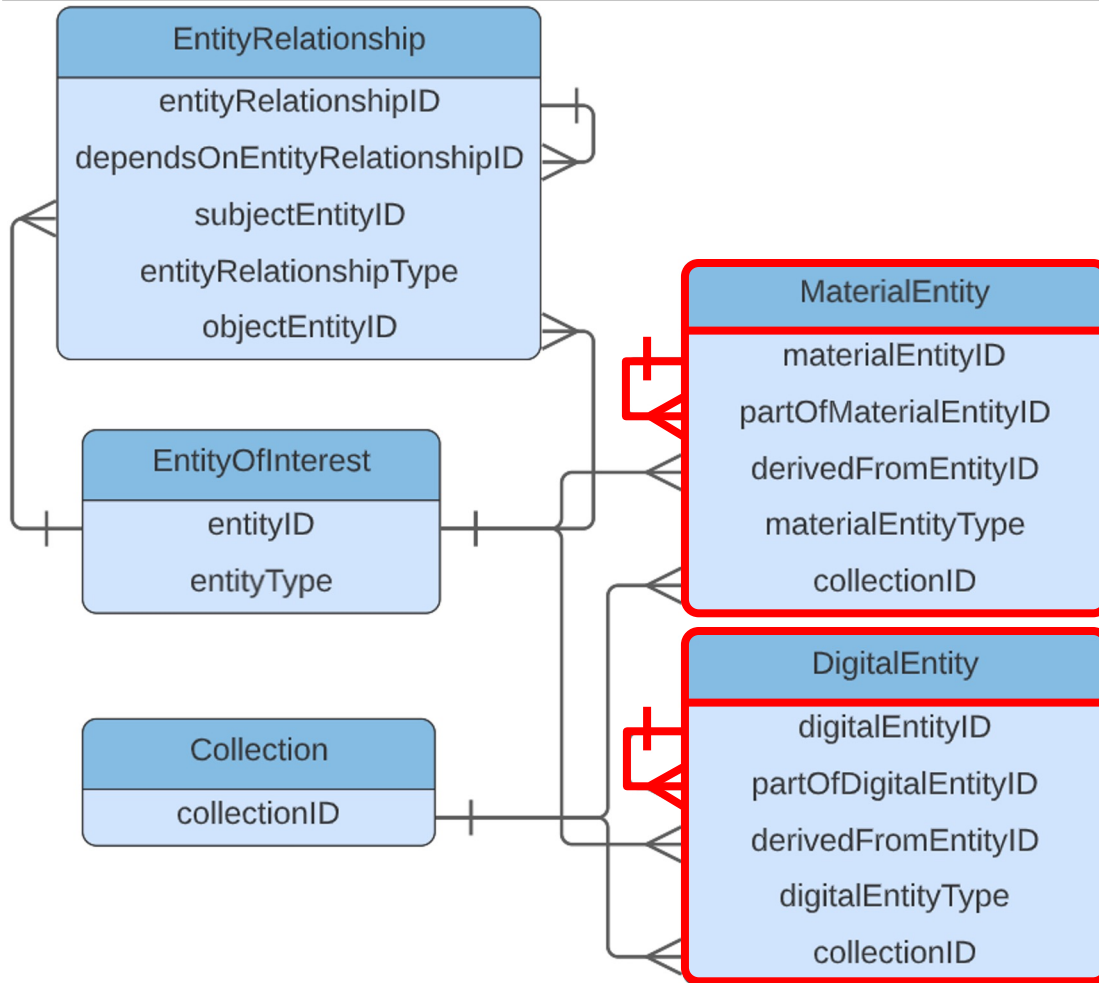 EntityRelationship
entityRelationshipID
dependsOnEntityRelationshipID
subjectEntityID
entityRelationshipType
objectEntityID
EntityOfInterest
entityID
entityType
Collection
collectionID
MaterialEntity
materialEntityID
partOfMaterialEntityID
derivedFromEntityID
materialEntityType
collectionID
DigitalEntity
digitalEntityID
partOfDigitalEntityID
derivedFromEntityID
digitalEntityType
collectionID